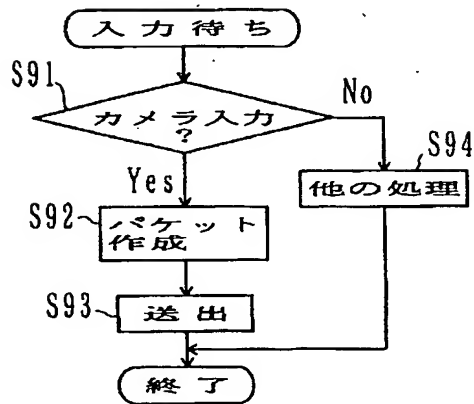 入力待ち
S91
カメラ入力
?
No
S94
Yes
他の処理
S92
パケット
作成
S93
送出
終了